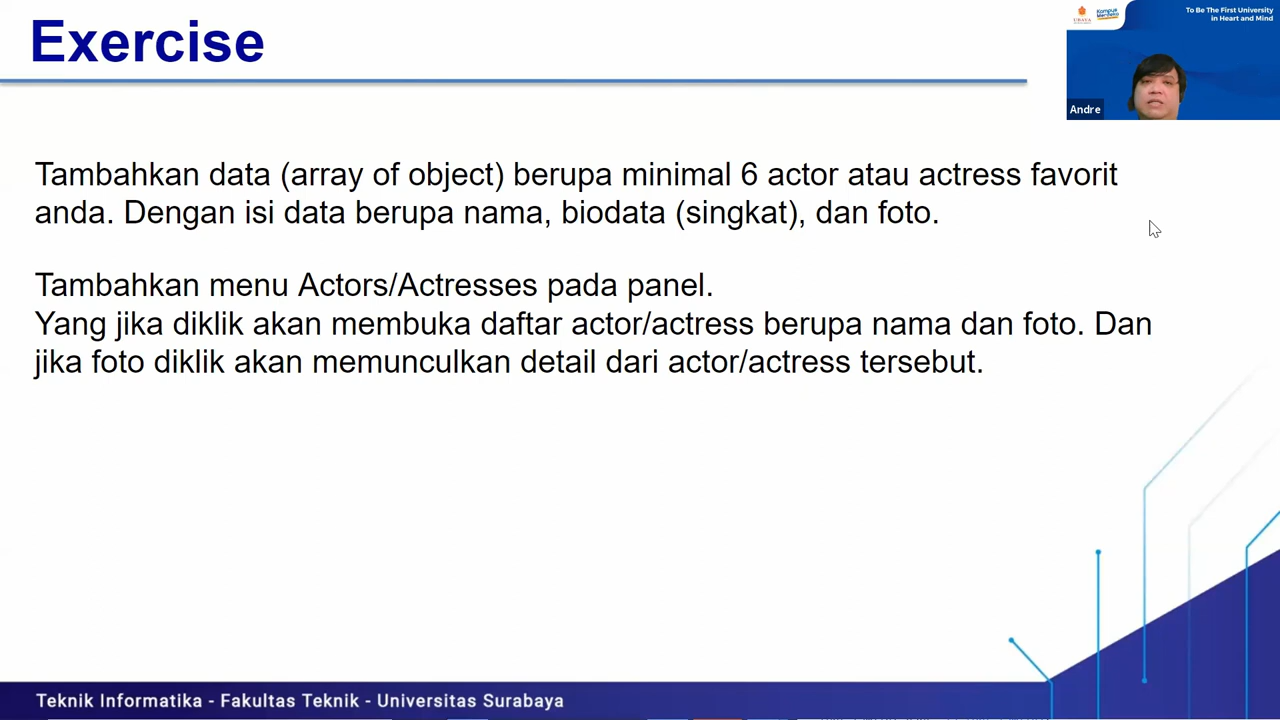 Exercise
UBAYA
Kampus
Merdeka
To Be The First University
in Heart and Mind
Andre
Tambahkan data (array of object) berupa minimal 6 actor atau actress favorit
anda. Dengan isi data berupa nama, biodata (singkat), dan foto.
Tambahkan menu Actors/Actresses pada panel.
Yang jika diklik akan membuka daftar actor/actress berupa nama dan foto. Dan
jika foto diklik akan memunculkan detail dari actor/actress tersebut.
Teknik Informatika - Fakultas Teknik - Universitas Surabaya